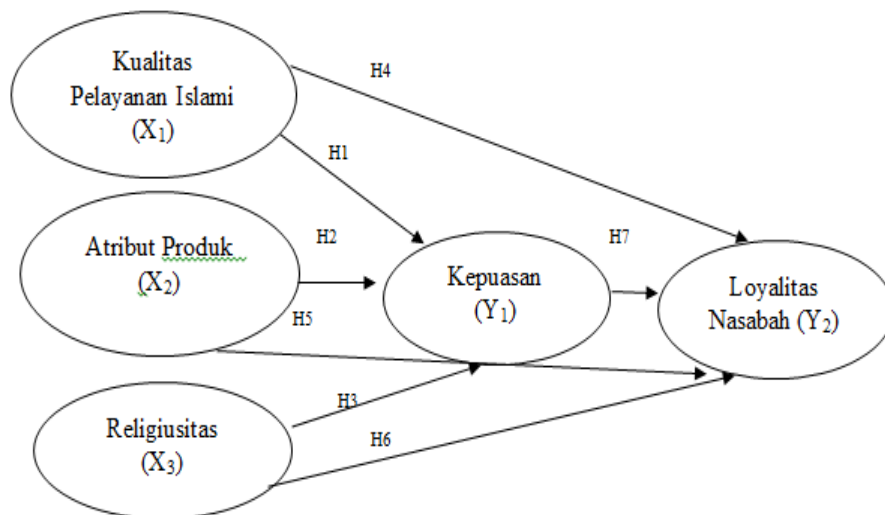 Kualitas
Pelayanan Islami
(X₁)
H4
H1
Atribut Produk
(X₂)
H2
H5
Kepuasan
(Y₁)
H7
Loyalitas
Nasabah (Y₂)
Religiusitas
(X₃)
H3
H6